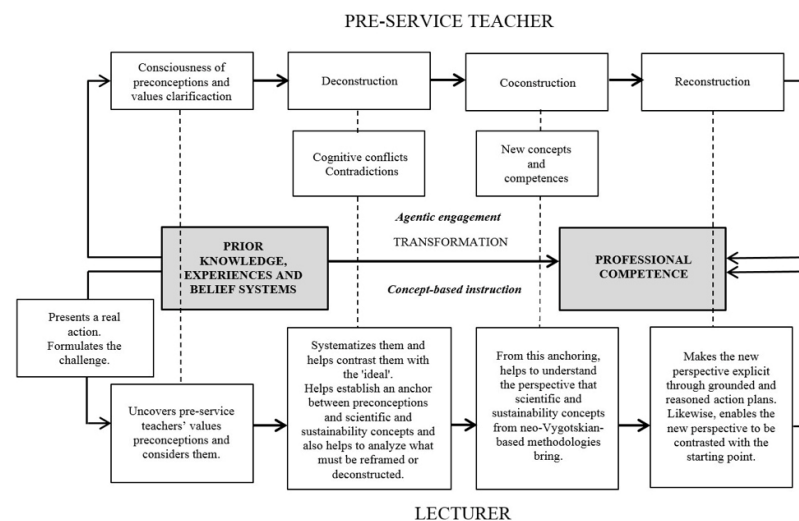 PRE-SERVICE TEACHER
Consciousness of
preconceptions and
values clarificaction
Deconstruction
Coconstruction
Reconstruction
Cognitive conflicts
Contradictions
New concepts
and
competences
Agentic engagement
PRIOR
KNOWLEDGE,
EXPERIENCES AND
BELIEF SYSTEMS
TRANSFORMATION
PROFESSIONAL
COMPETENCE
Concept-based instruction
Presents a real
action.
Formulates the
challenge.
Uncovers pre-service
teachers' values
preconceptions and
considers them.
Systematizes them and
helps contrast them with
the 'ideal'.
Helps establish an anchor
between preconceptions
and scientific and
sustainability concepts and
also helps to analyze what
must be reframed or
deconstructed.
From this anchoring,
helps to understand
the perspective that
scientific and
sustainability concepts
from neo-Vygotskian-
based methodologies
bring.
Makes the new
perspective explicit
through grounded and
reasoned action plans.
Likewise, enables the
new perspective to be
contrasted with the
starting point.
LECTURER